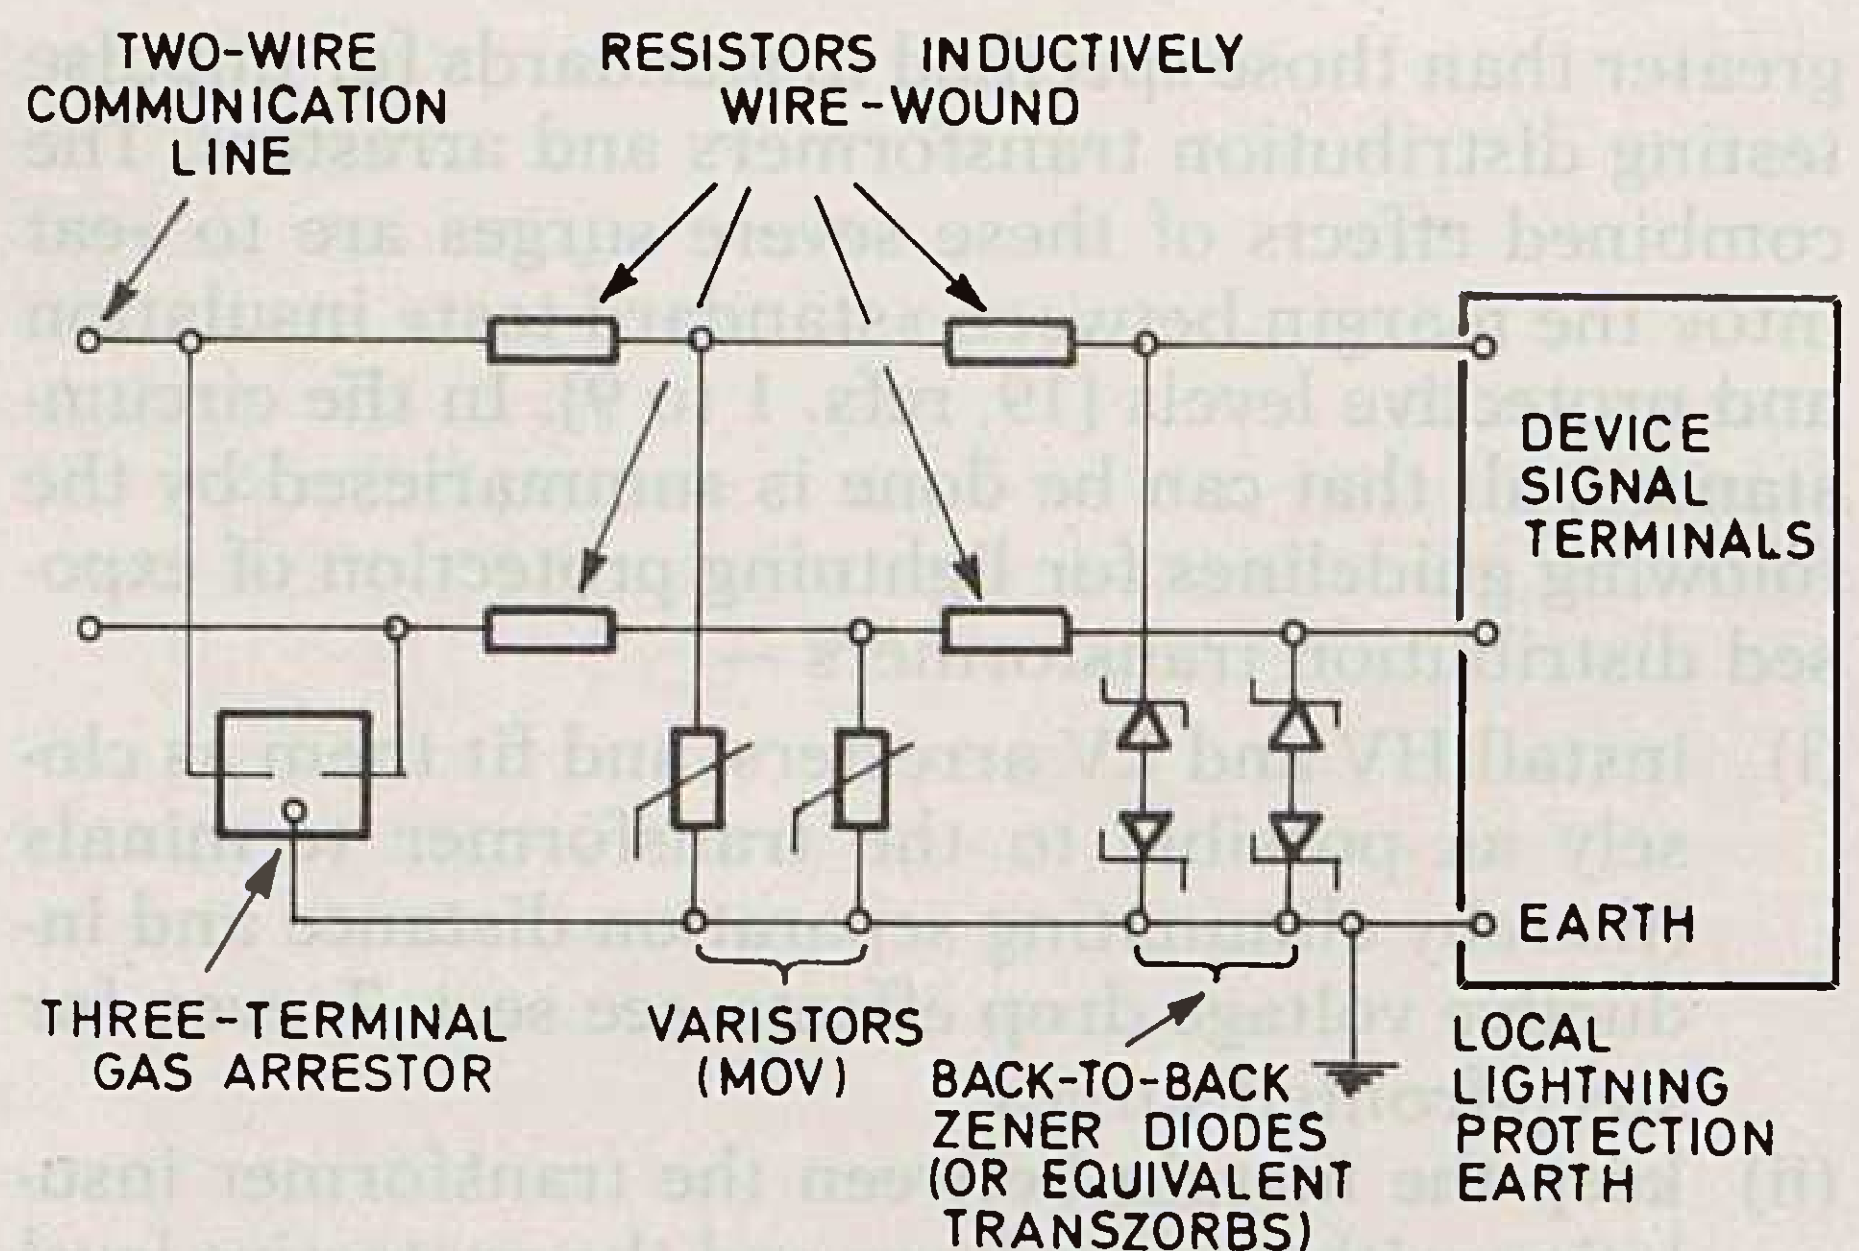 TWO-WIRE
COMMUNICATION
LINE
RESISTORS INDUCTIVELY
WIRE-WOUND
DEVICE
SIGNAL
TERMINALS
EARTH
THREE-TERMINAL
GAS ARRESTOR
VARISTORS
(MOV)
BACK-TO-BACK
ZENER DIODES
(OR EQUIVALENT
TRANSZORBS)
LOCAL
LIGHTNING
PROTECTION
EARTH